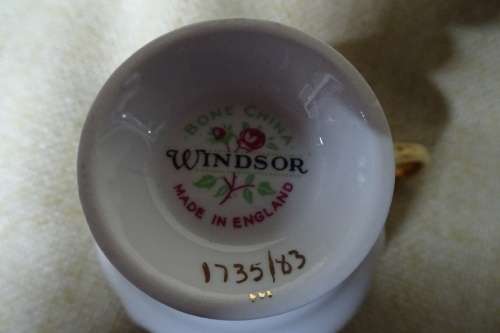 BONE CHINA
WINDSOR
MADE IN ENGLAND
1735/83